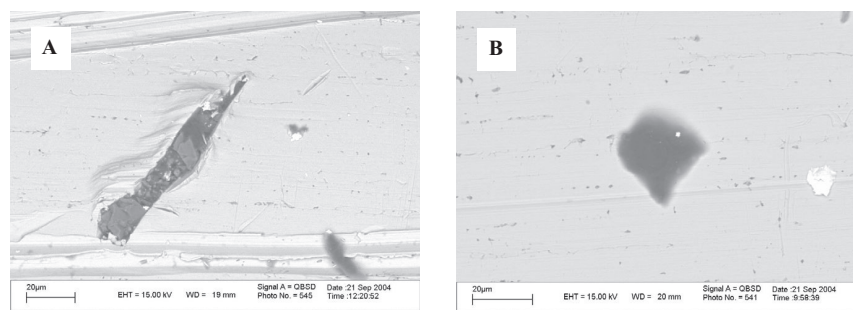 A
20µm
EHT = 15.00 kV
WD = 19 mm
Signal A = QBSD
Photo No. = 545
Date :21 Sep 2004
Time :12:20:52
B
20µm
EHT = 15.00 kV
WD = 20 mm
Signal A = QBSD
Photo No. = 541
Date :21 Sep 2004
Time :9:58:39